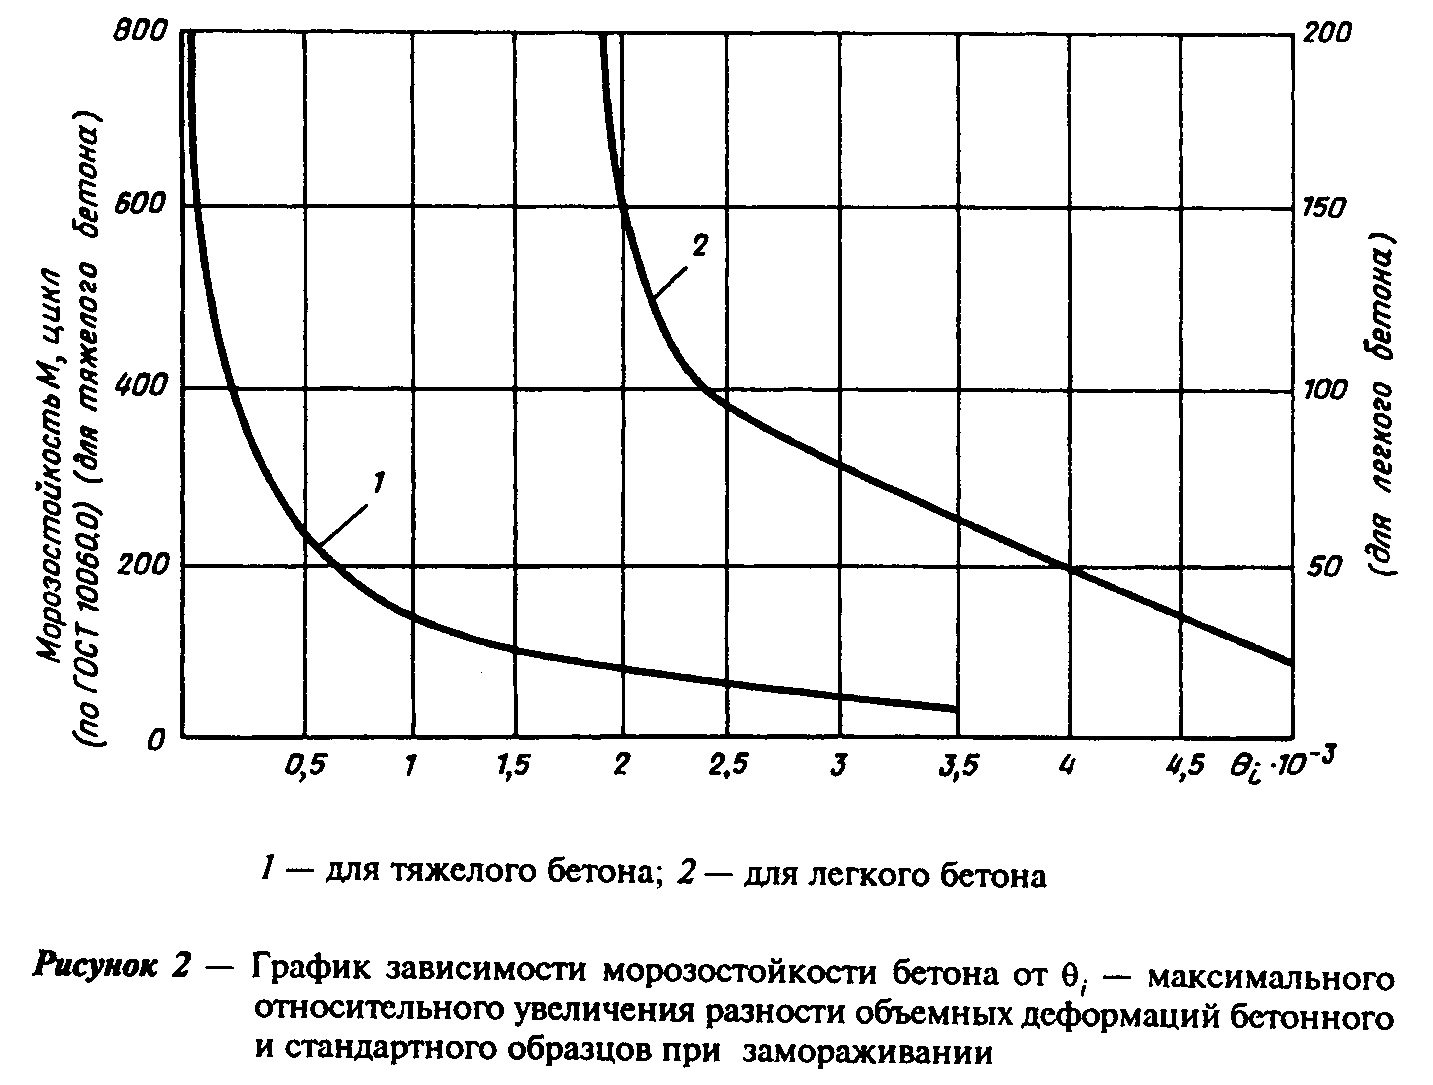 800
600
400
200
0
Морозостойкость М, цикл
(по ГОСТ 10060.0) (для тяжелого бетона)
200
150
100
50
(для легкого бетона)
1
2
0,5 1 1,5 2 2,5 3 3,5 4 4,5 θi·10⁻³
1 — для тяжелого бетона; 2 — для легкого бетона
Рисунок 2 — График зависимости морозостойкости бетона от θi — максимального
относительного увеличения разности объемных деформаций бетонного
и стандартного образцов при замораживании